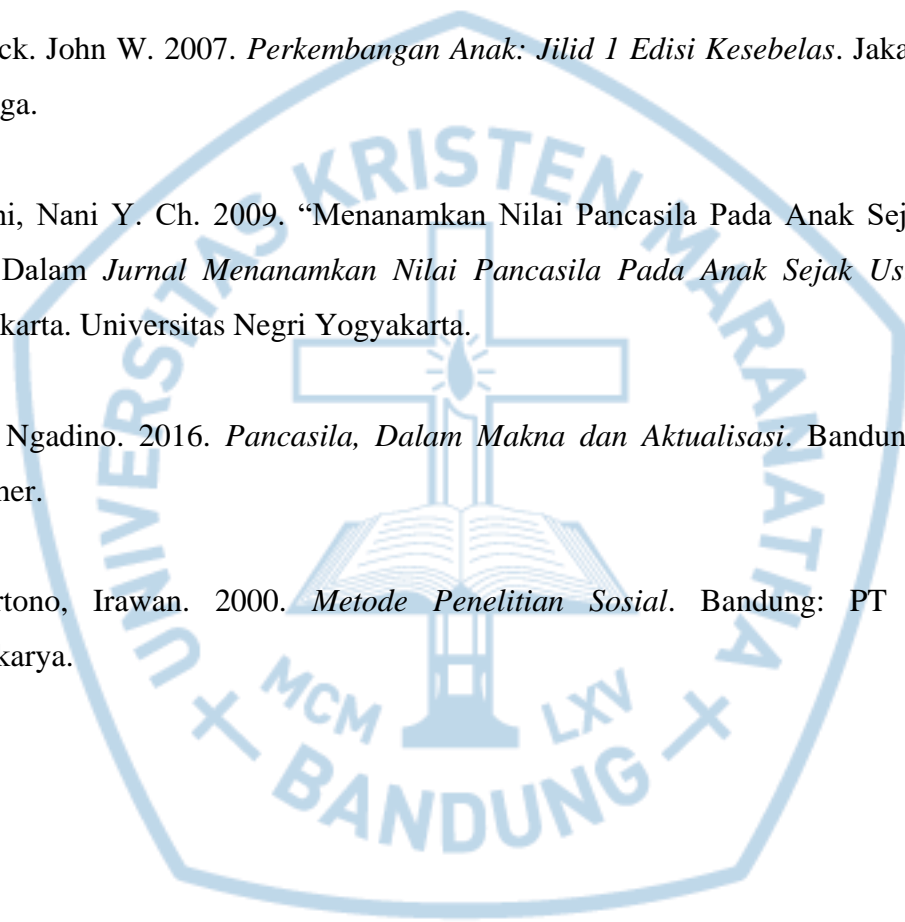 ck. John W. 2007. Perkembangan Anak: Jilid 1 Edisi Kesebelas. Jaka
ga.
ni, Nani Y. Ch. 2009. “Menanamkan Nilai Pancasila Pada Anak Sej
Dalam Jurnal Menanamkan Nilai Pancasila Pada Anak Sejak Us
karta. Universitas Negri Yogyakarta.
Ngadino. 2016. Pancasila, Dalam Makna dan Aktualisasi. Bandun
ner.
rtono, Irawan. 2000. Metode Penelitian Sosial. Bandung: PT
karya.
UNIVERSITAS KRISTEN MARANATHA
MCM LXV
BANDUNG